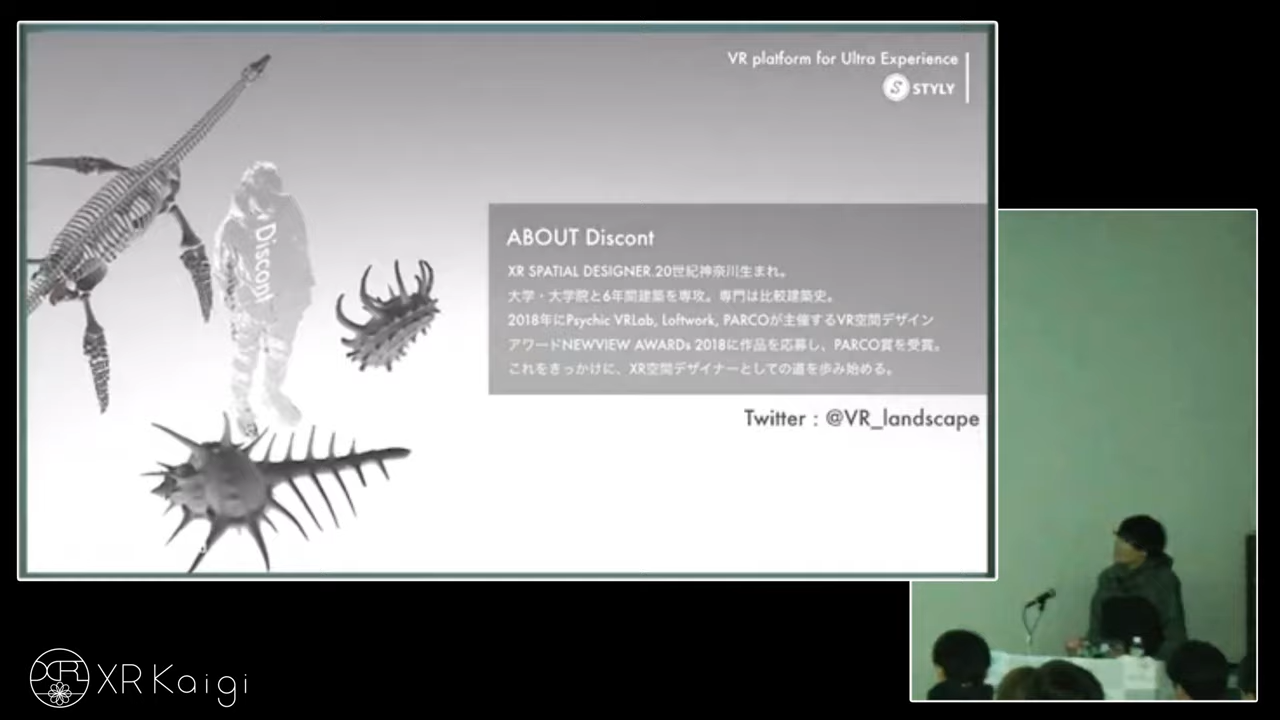 VR platform for Ultra Experience
S STYLY
Discont
ABOUT Discont
XR SPATIAL DESIGNER.20世紀神奈川生まれ。
大学・大学院と6年間建築を専攻。専門は比較建築史。
2018年にPsychic VRLab, Loftwork, PARCOが主催するVR空間デザイン
アワードNEWVIEW AWARDs 2018に作品を応募し、PARCO賞を受賞。
これをきっかけに、XR空間デザイナーとしての道を歩み始める。
Twitter : @VR_landscape
XR XR Kaigi